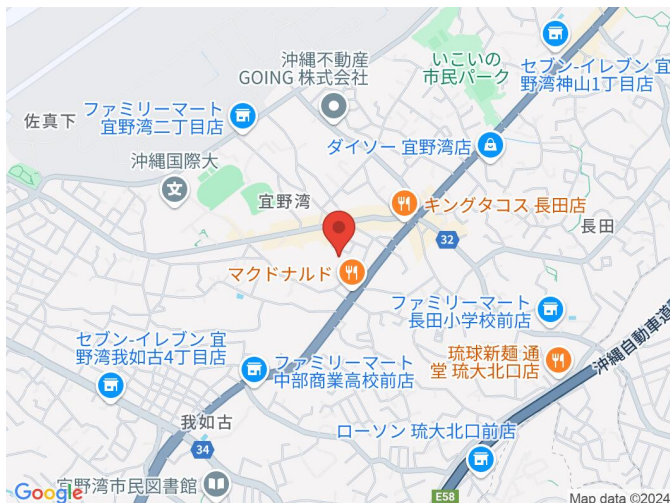 沖縄不動産
GOING 株式会社
いこいの
市民パーク
セブン-イレブン 宜
野湾神山1丁目店
ファミリーマート
宜野湾二丁目店
佐真下
ダイソー 宜野湾店
沖縄国際大
宜野湾
キングタコス 長田店
長田
32
マクドナルド
ファミリーマート
長田小学校前店
セブン-イレブン 宜
野湾我如古4丁目店
ファミリーマート
中部商業高校前店
琉球新麺 通
堂 琉大北口店
沖縄自動車道
我如古
34
ローソン 琉大北口前店
宜野湾市民図書館
E58
Google
Map data ©2024